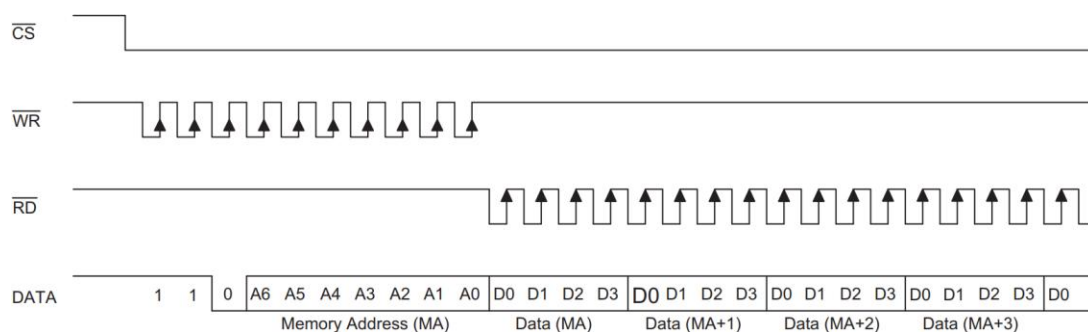 CS
WR
RD
DATA 1 1 0 A6 A5 A4 A3 A2 A1 A0 D0 D1 D2 D3 D0 D1 D2 D3 D0 D1 D2 D3 D0 D1 D2 D3 D0
Memory Address (MA) Data (MA) Data (MA+1) Data (MA+2) Data (MA+3)